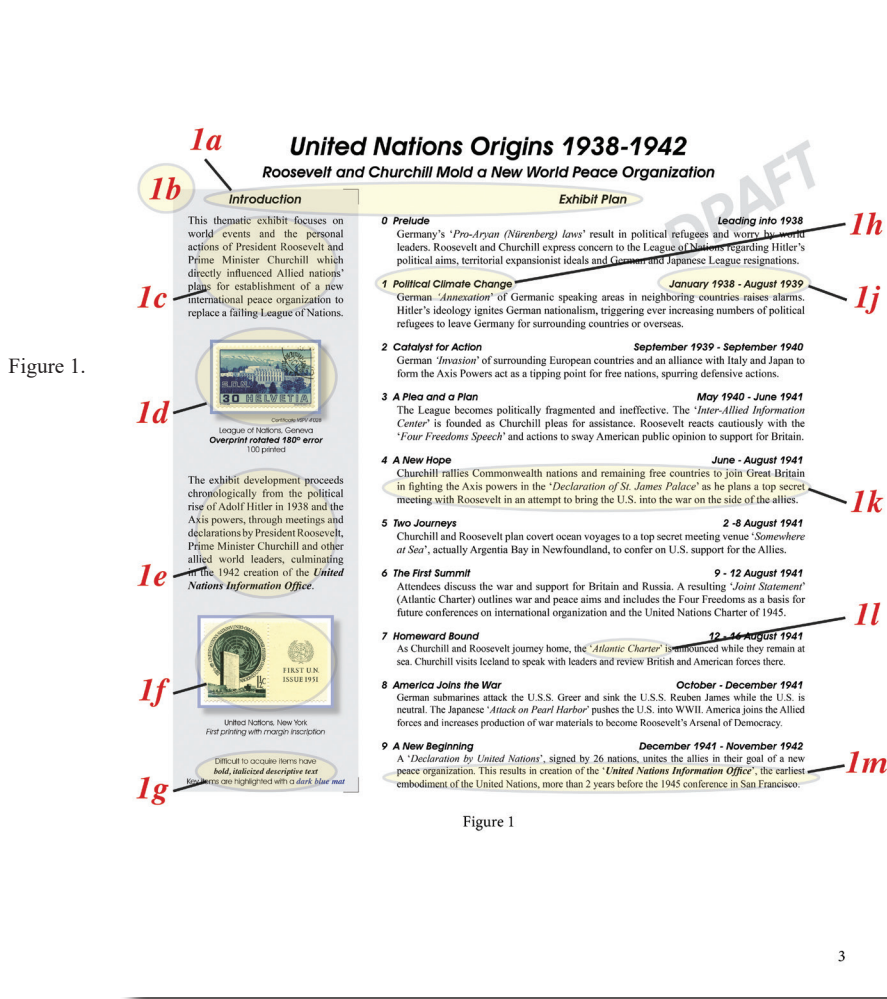 1a
United Nations Origins 1938-1942
Roosevelt and Churchill Mold a New World Peace Organization
DRAFT
1b
Introduction
This thematic exhibit focuses on
world events and the personal
actions of President Roosevelt and
Prime Minister Churchill which
directly influenced Allied nations'
plans for establishment of a new
international peace organization to
replace a failing League of Nations.
1c
30 HELVETIA
1d
Certificate VSPV #1028
League of Nations, Geneva
Overprint rotated 180º error
100 printed
The exhibit development proceeds
chronologically from the political
rise of Adolf Hitler in 1938 and the
Axis powers, through meetings and
declarations by President Roosevelt,
Prime Minister Churchill and other
allied world leaders, culminating
in the 1942 creation of the United
Nations Information Office.
1e
FIRST U.N.
ISSUE 1951
1½c
1f
United Nations, New York
First printing with margin inscription
Difficult to acquire items have
bold, italicized descriptive text
Key items are highlighted with a dark blue mat
1g
Exhibit Plan
0 Prelude Leading into 1938
Germany's 'Pro-Aryan (Nürenberg) laws' result in political refugees and worry by world
leaders. Roosevelt and Churchill express concern to the League of Nations regarding Hitler's
political aims, territorial expansionist ideals and German and Japanese League resignations.
1h
1 Political Climate Change January 1938 - August 1939
German 'Annexation' of Germanic speaking areas in neighboring countries raises alarms.
Hitler's ideology ignites German nationalism, triggering ever increasing numbers of political
refugees to leave Germany for surrounding countries or overseas.
1j
2 Catalyst for Action September 1939 - September 1940
German 'Invasion' of surrounding European countries and an alliance with Italy and Japan to
form the Axis Powers act as a tipping point for free nations, spurring defensive actions.
3 A Plea and a Plan May 1940 - June 1941
The League becomes politically fragmented and ineffective. The 'Inter-Allied Information
Center' is founded as Churchill pleas for assistance. Roosevelt reacts cautiously with the
'Four Freedoms Speech' and actions to sway American public opinion to support for Britain.
4 A New Hope June - August 1941
Churchill rallies Commonwealth nations and remaining free countries to join Great Britain
in fighting the Axis powers in the 'Declaration of St. James Palace' as he plans a top secret
meeting with Roosevelt in an attempt to bring the U.S. into the war on the side of the allies.
1k
5 Two Journeys 2 -8 August 1941
Churchill and Roosevelt plan covert ocean voyages to a top secret meeting venue 'Somewhere
at Sea', actually Argentia Bay in Newfoundland, to confer on U.S. support for the Allies.
6 The First Summit 9 - 12 August 1941
Attendees discuss the war and support for Britain and Russia. A resulting 'Joint Statement'
(Atlantic Charter) outlines war and peace aims and includes the Four Freedoms as a basis for
future conferences on international organization and the United Nations Charter of 1945.
1l
7 Homeward Bound 12 - 16 August 1941
As Churchill and Roosevelt journey home, the 'Atlantic Charter' is announced while they remain at
sea. Churchill visits Iceland to speak with leaders and review British and American forces there.
8 America Joins the War October - December 1941
German submarines attack the U.S.S. Greer and sink the U.S.S. Reuben James while the U.S. is
neutral. The Japanese 'Attack on Pearl Harbor' pushes the U.S. into WWII. America joins the Allied
forces and increases production of war materials to become Roosevelt's Arsenal of Democracy.
9 A New Beginning December 1941 - November 1942
A 'Declaration by United Nations', signed by 26 nations, unites the allies in their goal of a new
peace organization. This results in creation of the 'United Nations Information Office', the earliest
embodiment of the United Nations, more than 2 years before the 1945 conference in San Francisco.
1m
Figure 1.
Figure 1
3